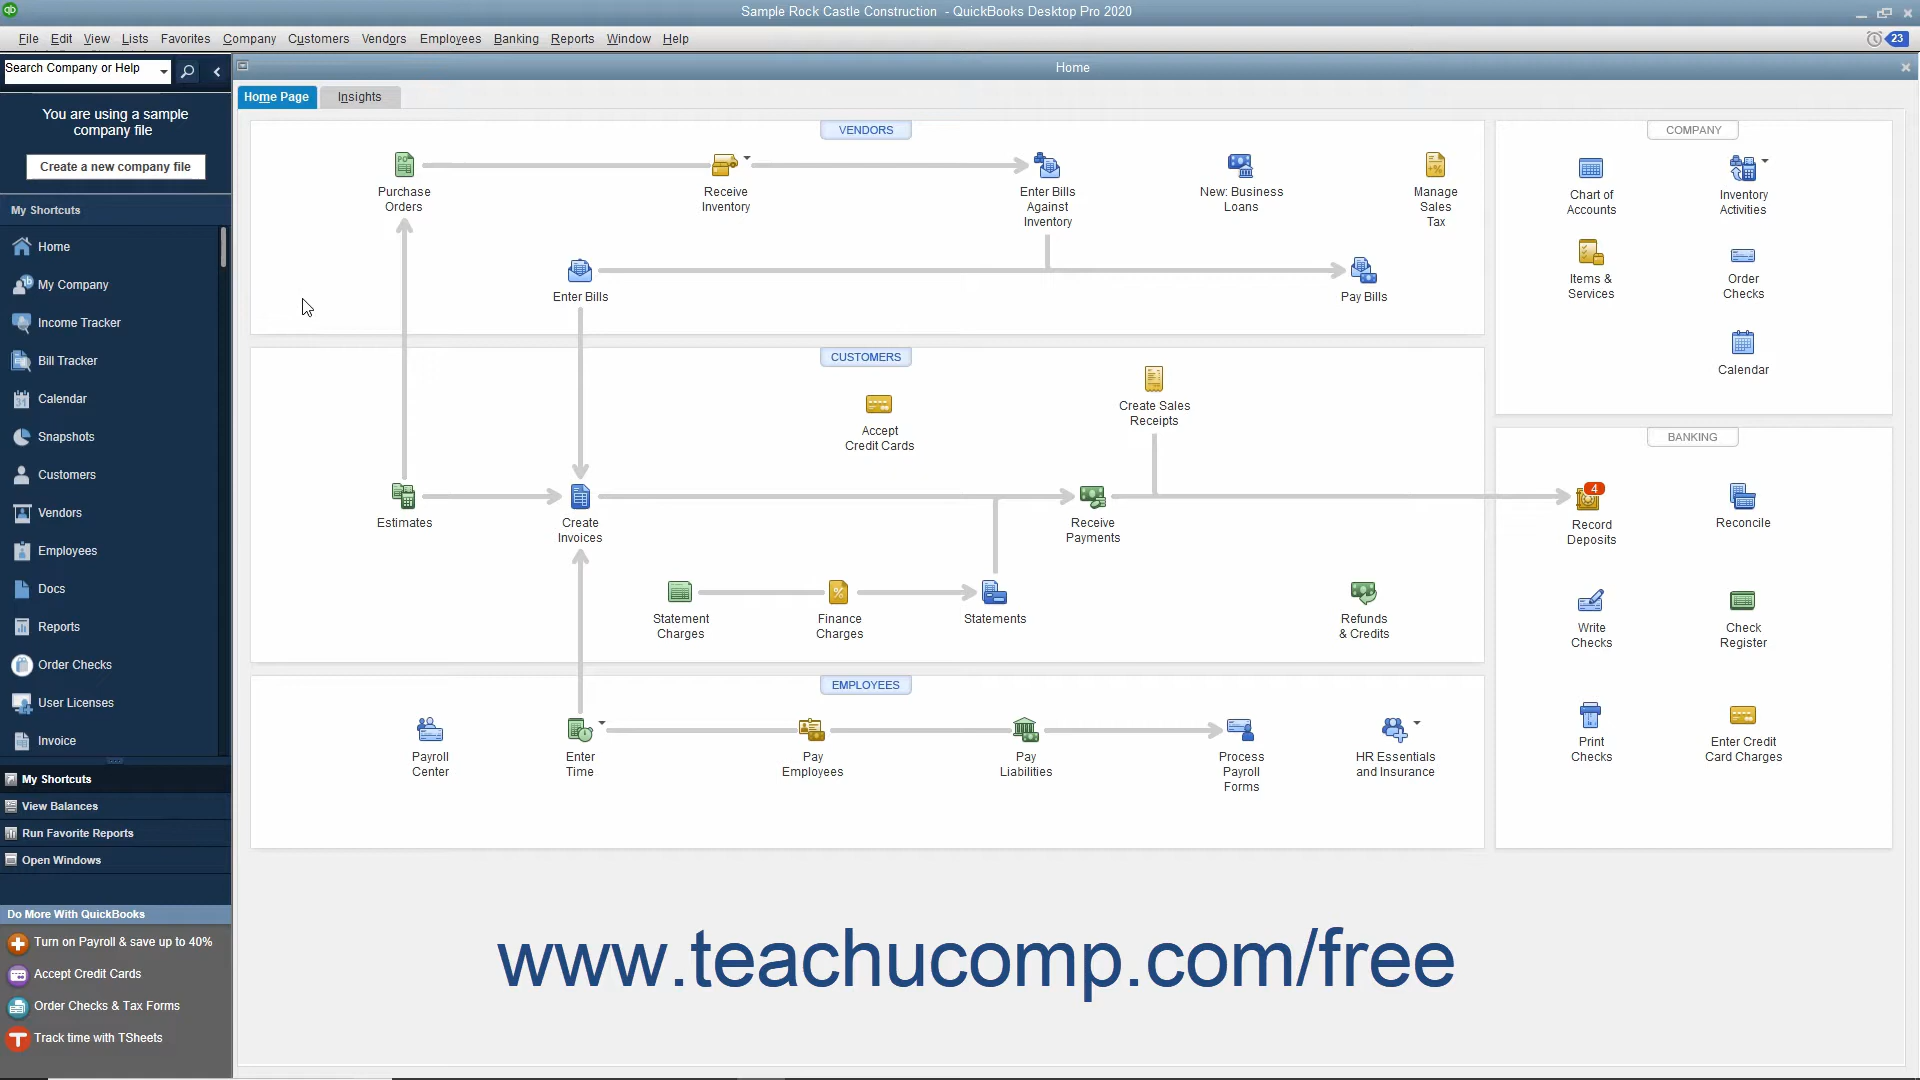 Sample Rock Castle Construction - QuickBooks Desktop Pro 2020
File Edit View Lists Favorites Company Customers Vendors Employees Banking Reports Window Help
23
Search Company or Help
Home
Home Page Insights
You are using a sample
company file
Create a new company file
My Shortcuts
Home
My Company
Income Tracker
Bill Tracker
Calendar
Snapshots
Customers
Vendors
Employees
Docs
Reports
Order Checks
User Licenses
Invoice
My Shortcuts
View Balances
Run Favorite Reports
Open Windows
Do More With QuickBooks
Turn on Payroll & save up to 40%
Accept Credit Cards
Order Checks & Tax Forms
Track time with TSheets
VENDORS
Purchase
Orders
Receive
Inventory
Enter Bills
Against
Inventory
New: Business
Loans
Manage
Sales
Tax
Enter Bills
Pay Bills
CUSTOMERS
Accept
Credit Cards
Create Sales
Receipts
Estimates
Create
Invoices
Receive
Payments
Statement
Charges
Finance
Charges
Statements
Refunds
& Credits
EMPLOYEES
Payroll
Center
Enter
Time
Pay
Employees
Pay
Liabilities
Process
Payroll
Forms
HR Essentials
and Insurance
COMPANY
Chart of
Accounts
Inventory
Activities
Items &
Services
Order
Checks
Calendar
BANKING
4
Record
Deposits
Reconcile
Write
Checks
Check
Register
Print
Checks
Enter Credit
Card Charges
www.teachucomp.com/free